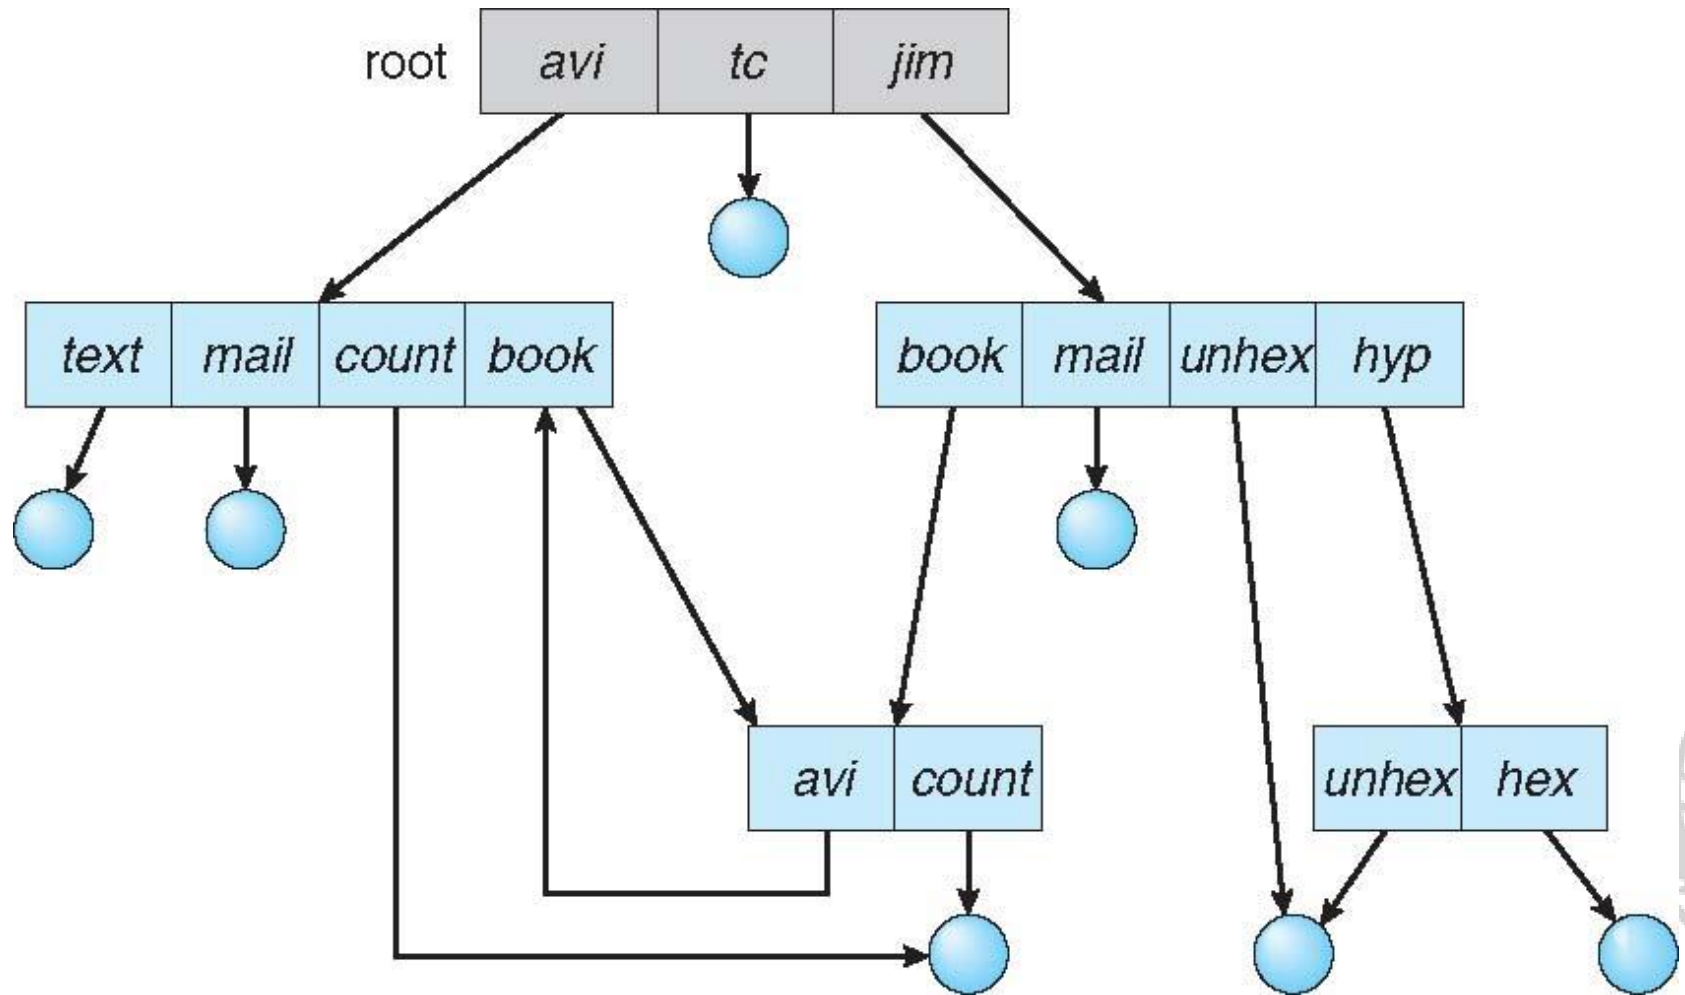 root avi tc jim
text mail count book book mail unhex hyp
avi count unhex hex